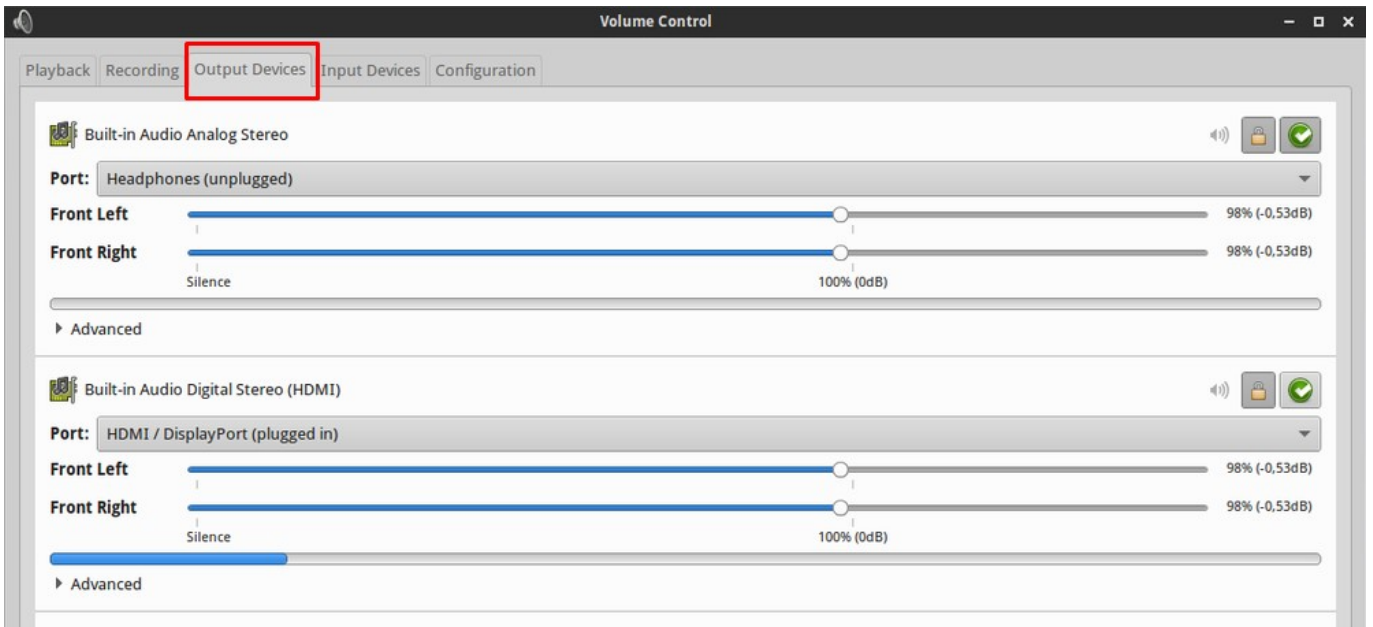 Volume Control
Playback Recording Output Devices Input Devices Configuration
Built-in Audio Analog Stereo
Port: Headphones (unplugged)
Front Left 98% (-0,53dB)
Front Right 98% (-0,53dB)
Silence 100% (0dB)
Advanced
Built-in Audio Digital Stereo (HDMI)
Port: HDMI / DisplayPort (plugged in)
Front Left 98% (-0,53dB)
Front Right 98% (-0,53dB)
Silence 100% (0dB)
Advanced